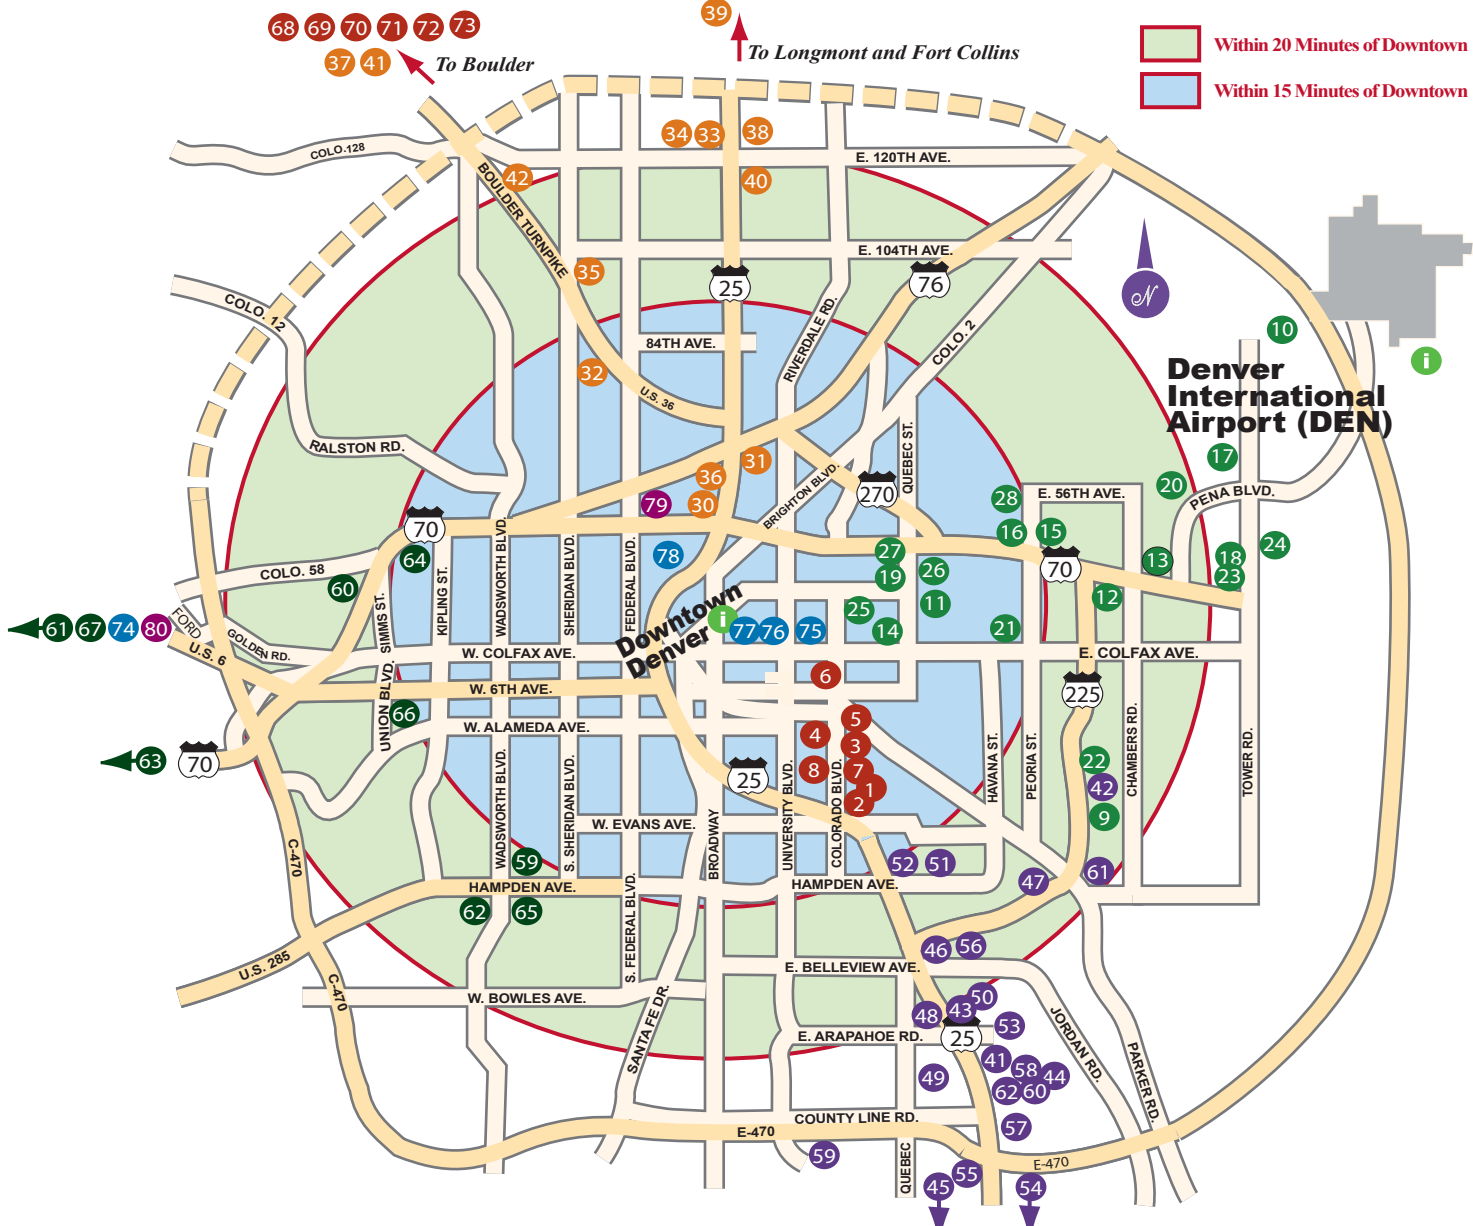 39
68 69 70 71 72 73
37 41
To Boulder
To Longmont and Fort Collins
Within 20 Minutes of Downtown
Within 15 Minutes of Downtown
34 33 38
COLO.128
E. 120TH AVE.
42
40
BOULDER TURNPIKE
E. 104TH AVE.
35
25
76
N
COLO. 12
RIVERDALE RD.
COLO. 2
10
i
84TH AVE.
32
U.S. 36
Denver
International
Airport (DEN)
RALSTON RD.
QUEBEC ST.
31
36
17
BRIGHTON BLVD.
270
20
PENA BLVD.
28
E. 56TH AVE.
79
30
70
16
15
27
78
64
13
18
24
70
COLO. 58
60
19
26
23
12
KIPLING ST.
WADSWORTH BLVD.
SHERIDAN BLVD.
FEDERAL BLVD.
SIMMS ST.
Downtown
Denver
i
25
11
61 67 74 80
FORD
GOLDEN RD.
U.S. 6
77 76 75
14
21
W. COLFAX AVE.
E. COLFAX AVE.
6
W. 6TH AVE.
225
UNION BLVD.
66
W. ALAMEDA AVE.
5
4
3
63
70
25
8
7
1
2
22
42
9
UNIVERSITY BLVD.
COLORADO BLVD.
HAVANA ST.
PEORIA ST.
CHAMBERS RD.
TOWER RD.
WADSWORTH BLVD.
S. SHERIDAN BLVD.
BROADWAY
W. EVANS AVE.
C-470
59
52 51
61
47
HAMPDEN AVE.
HAMPDEN AVE.
62
65
S. FEDERAL BLVD.
46 56
U.S. 285
E. BELLEVIEW AVE.
C-470
W. BOWLES AVE.
50
43
48
53
SANTA FE DR.
E. ARAPAHOE RD.
25
JORDAN RD.
PARKER RD.
41
58
44
49
62
60
COUNTY LINE RD.
57
E-470
59
E-470
QUEBEC
55
45
54